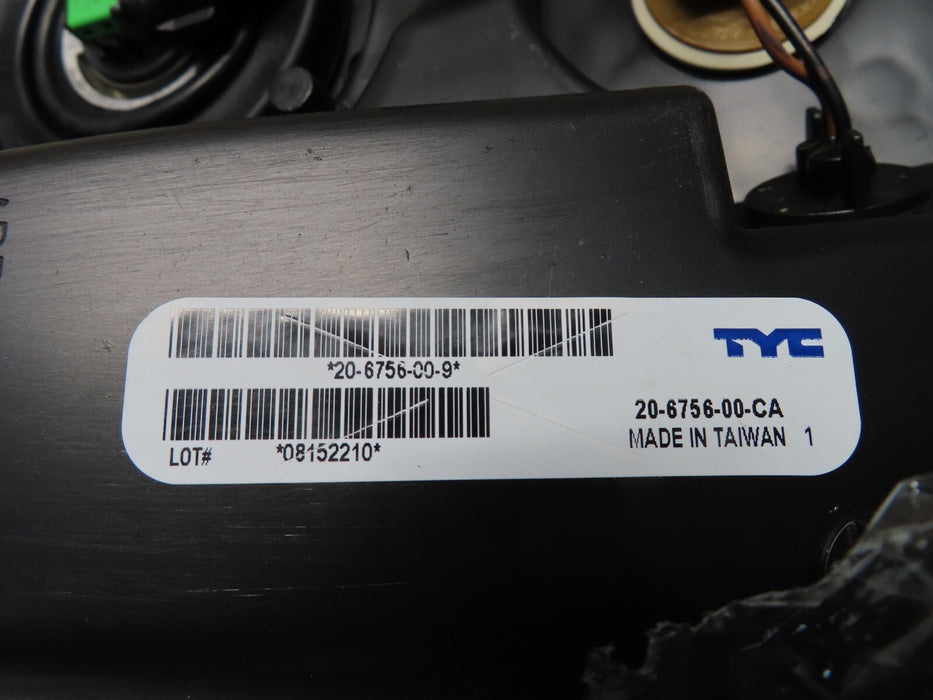 *20-6756-00-9*
TYC
LOT# *08152210*
20-6756-00-CA
MADE IN TAIWAN 1